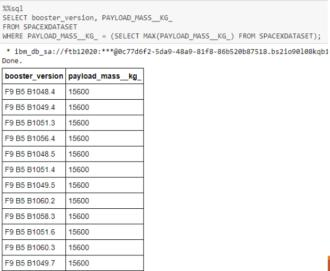 %%sql
SELECT booster_version, PAYLOAD_MASS__KG_
FROM SPACEXDATASET
WHERE PAYLOAD_MASS__KG_ = (SELECT MAX(PAYLOAD_MASS__KG_) FROM SPACEXDATASET);
* ibm_db_sa://ftb12020:***@0c77d6f2-5da9-48a9-81f8-86b520b87518.bs2io90l08kqb1
Done.
booster_version payload_mass__kg_
F9 B5 B1048.4 15600
F9 B5 B1049.4 15600
F9 B5 B1051.3 15600
F9 B5 B1056.4 15600
F9 B5 B1048.5 15600
F9 B5 B1051.4 15600
F9 B5 B1049.5 15600
F9 B5 B1060.2 15600
F9 B5 B1058.3 15600
F9 B5 B1051.6 15600
F9 B5 B1060.3 15600
F9 B5 B1049.7 15600